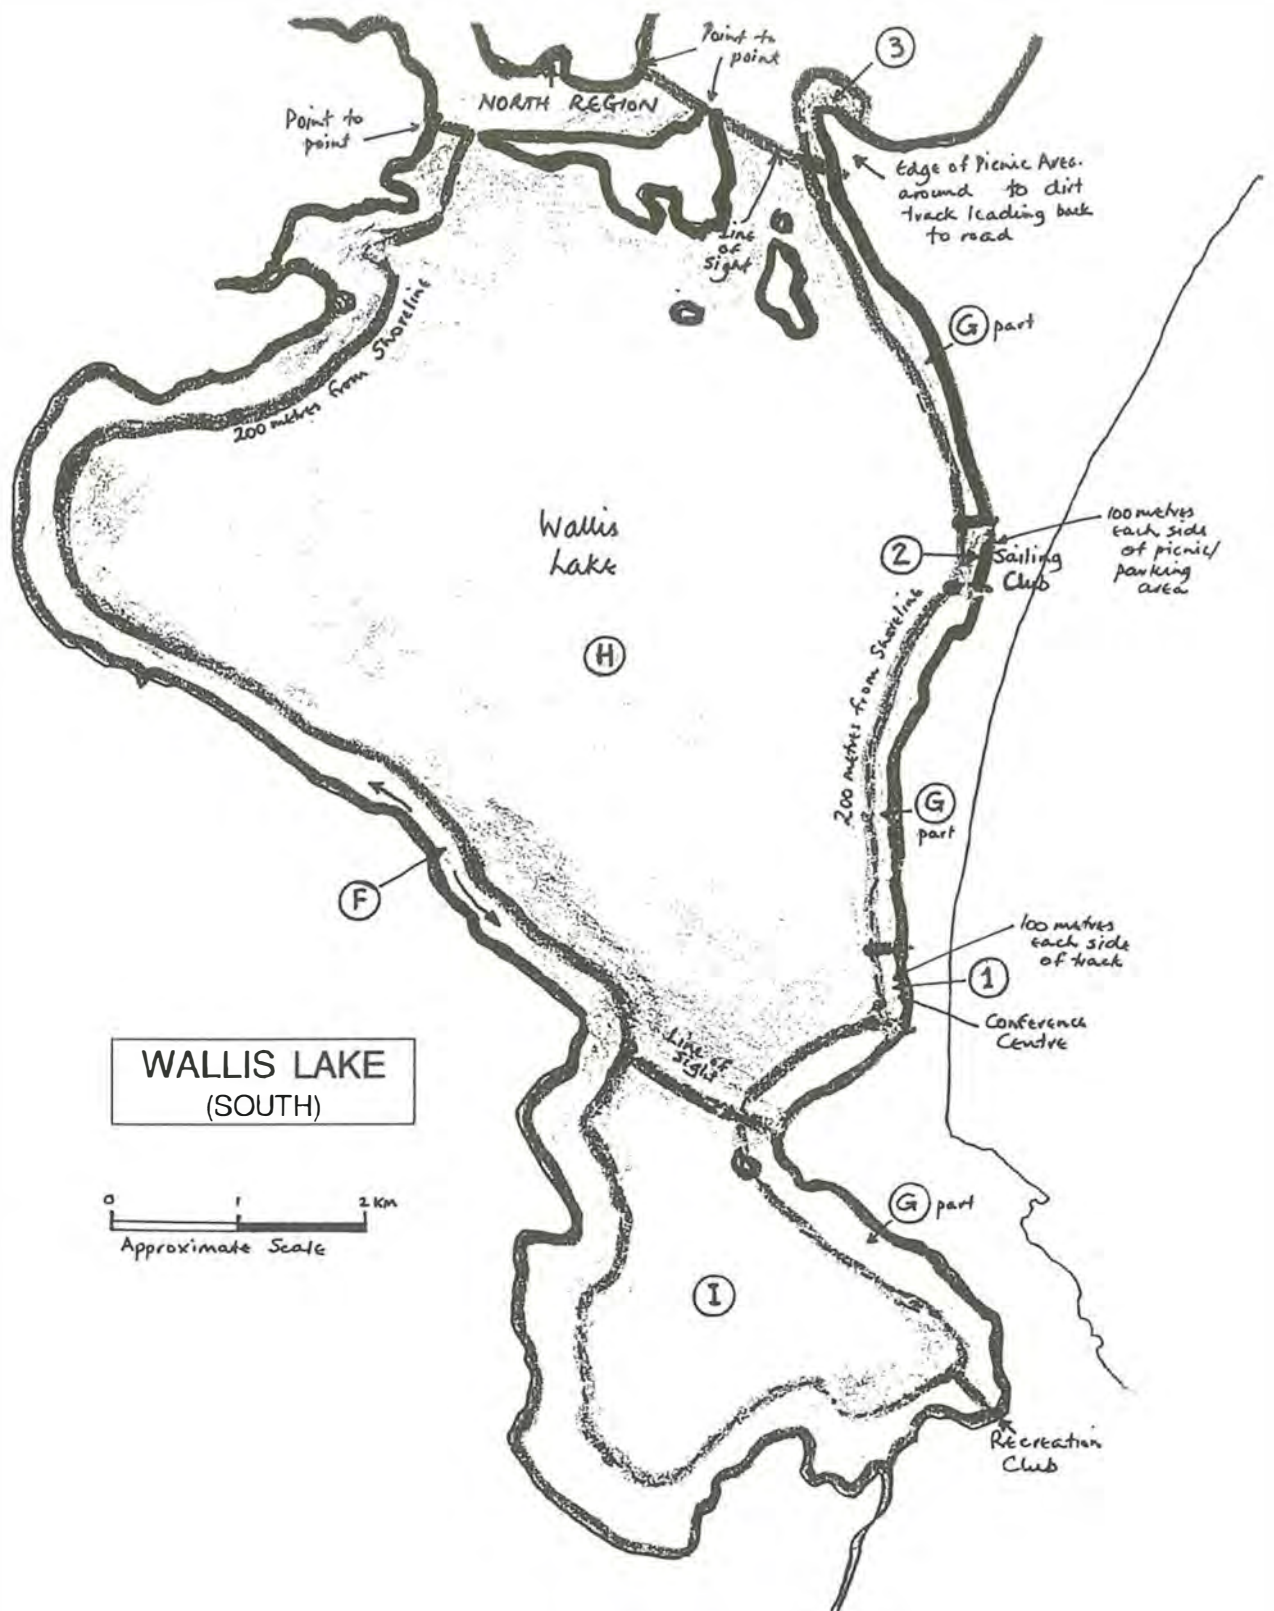 Point to
point
3
NORTH REGION
Point to
point
Edge of Picnic Area.
around to dirt
track leading back
to road
Line
of
Sight
G part
200 metres from Shoreline
Wallis
Lake
100 metres
each side
of picnic/
parking
area
2
Sailing
Club
H
200 metres from Shoreline
G
part
F
100 metres
each side
of track
1
Conference
Centre
Line of
Sight
WALLIS LAKE
(SOUTH)
0 1 2 KM
Approximate Scale
G part
I
Recreation
Club